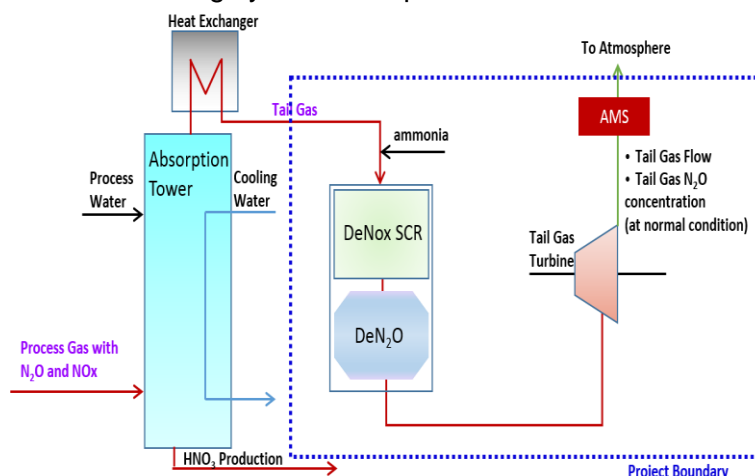 Heat Exchanger
To Atmosphere
AMS
Tail Gas
ammonia
Absorption
Tower
Process
Water
Cooling
Water
• Tail Gas Flow
• Tail Gas N₂O
concentration
(at normal condition)
DeNox SCR
Tail Gas
Turbine
DeN₂O
Process Gas with
N₂O and NOx
HNO₃ Production
Project Boundary